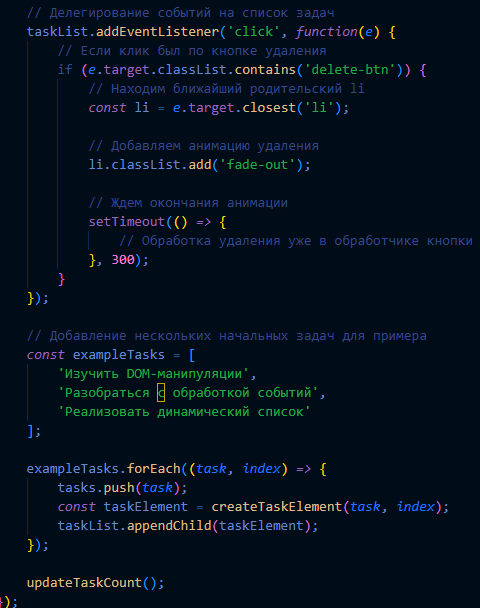 // Делегирование событий на список задач
taskList.addEventListener('click', function(e) {
// Если клик был по кнопке удаления
if (e.target.classList.contains('delete-btn')) {
// Находим ближайший родительский li
const li = e.target.closest('li');
// Добавляем анимацию удаления
li.classList.add('fade-out');
// Ждем окончания анимации
setTimeout(() => {
// Обработка удаления уже в обработчике кнопки
}, 300);
}
});
// Добавление нескольких начальных задач для примера
const exampleTasks = [
'Изучить DOM-манипуляции',
'Разобраться с обработкой событий',
'Реализовать динамический список'
];
exampleTasks.forEach((task, index) => {
tasks.push(task);
const taskElement = createTaskElement(task, index);
taskList.appendChild(taskElement);
});
updateTaskCount();
});